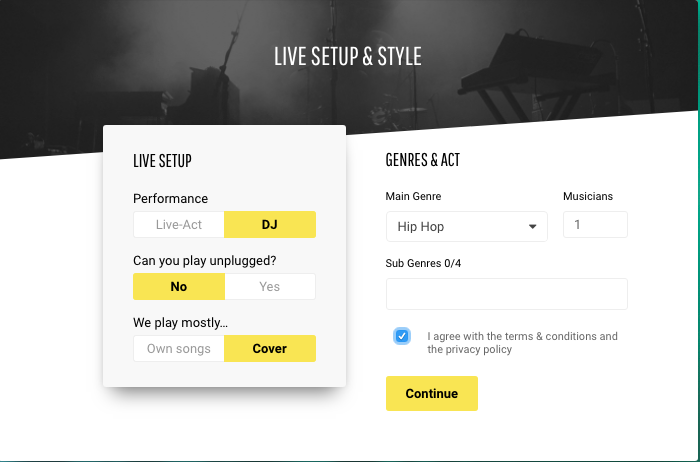 LIVE SETUP & STYLE
LIVE SETUP
Performance
Live-Act DJ
Can you play unplugged?
No Yes
We play mostly...
Own songs Cover
GENRES & ACT
Main Genre Musicians
Hip Hop 1
Sub Genres 0/4
I agree with the terms & conditions and
the privacy policy
Continue